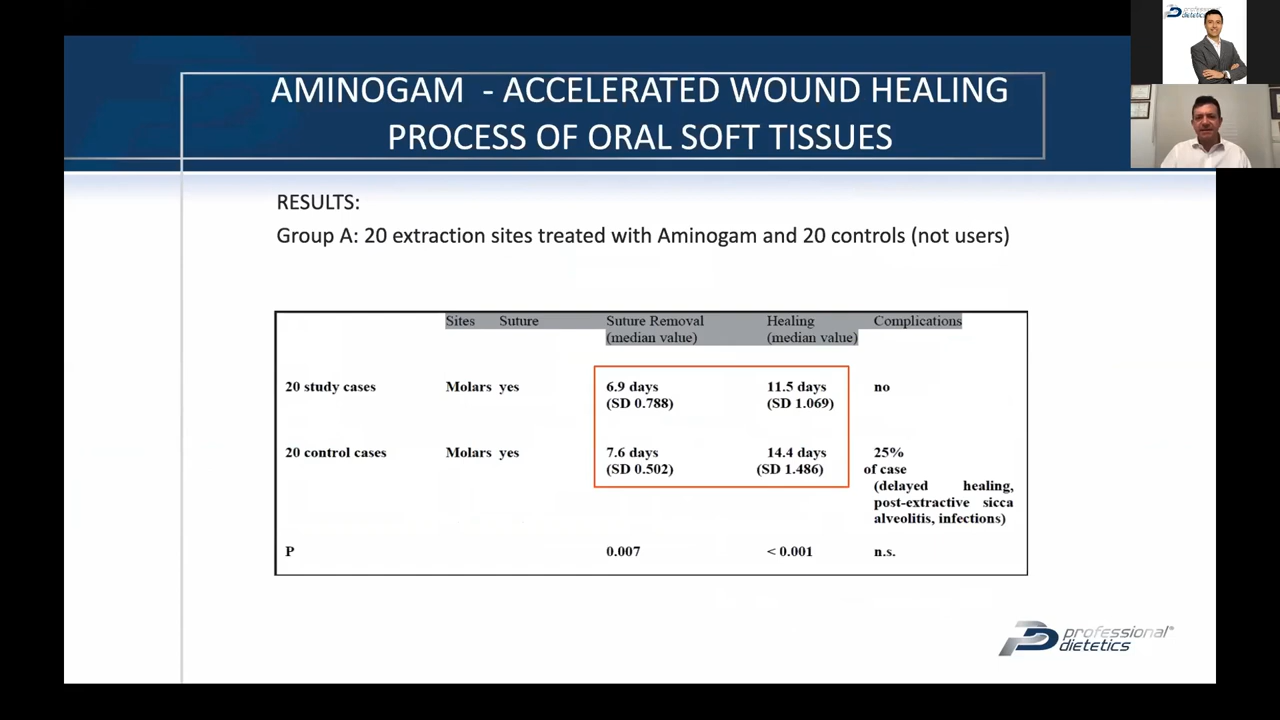 professional
dietetics
AMINOGAM - ACCELERATED WOUND HEALING
PROCESS OF ORAL SOFT TISSUES
RESULTS:
Group A: 20 extraction sites treated with Aminogam and 20 controls (not users)
Sites Suture Suture Removal Healing Complications
(median value) (median value)
20 study cases Molars yes 6.9 days 11.5 days no
(SD 0.788) (SD 1.069)
20 control cases Molars yes 7.6 days 14.4 days 25%
(SD 0.502) (SD 1.486) of case
(delayed healing,
post-extractive sicca
alveolitis, infections)
P 0.007 < 0.001 n.s.
professional®
dietetics